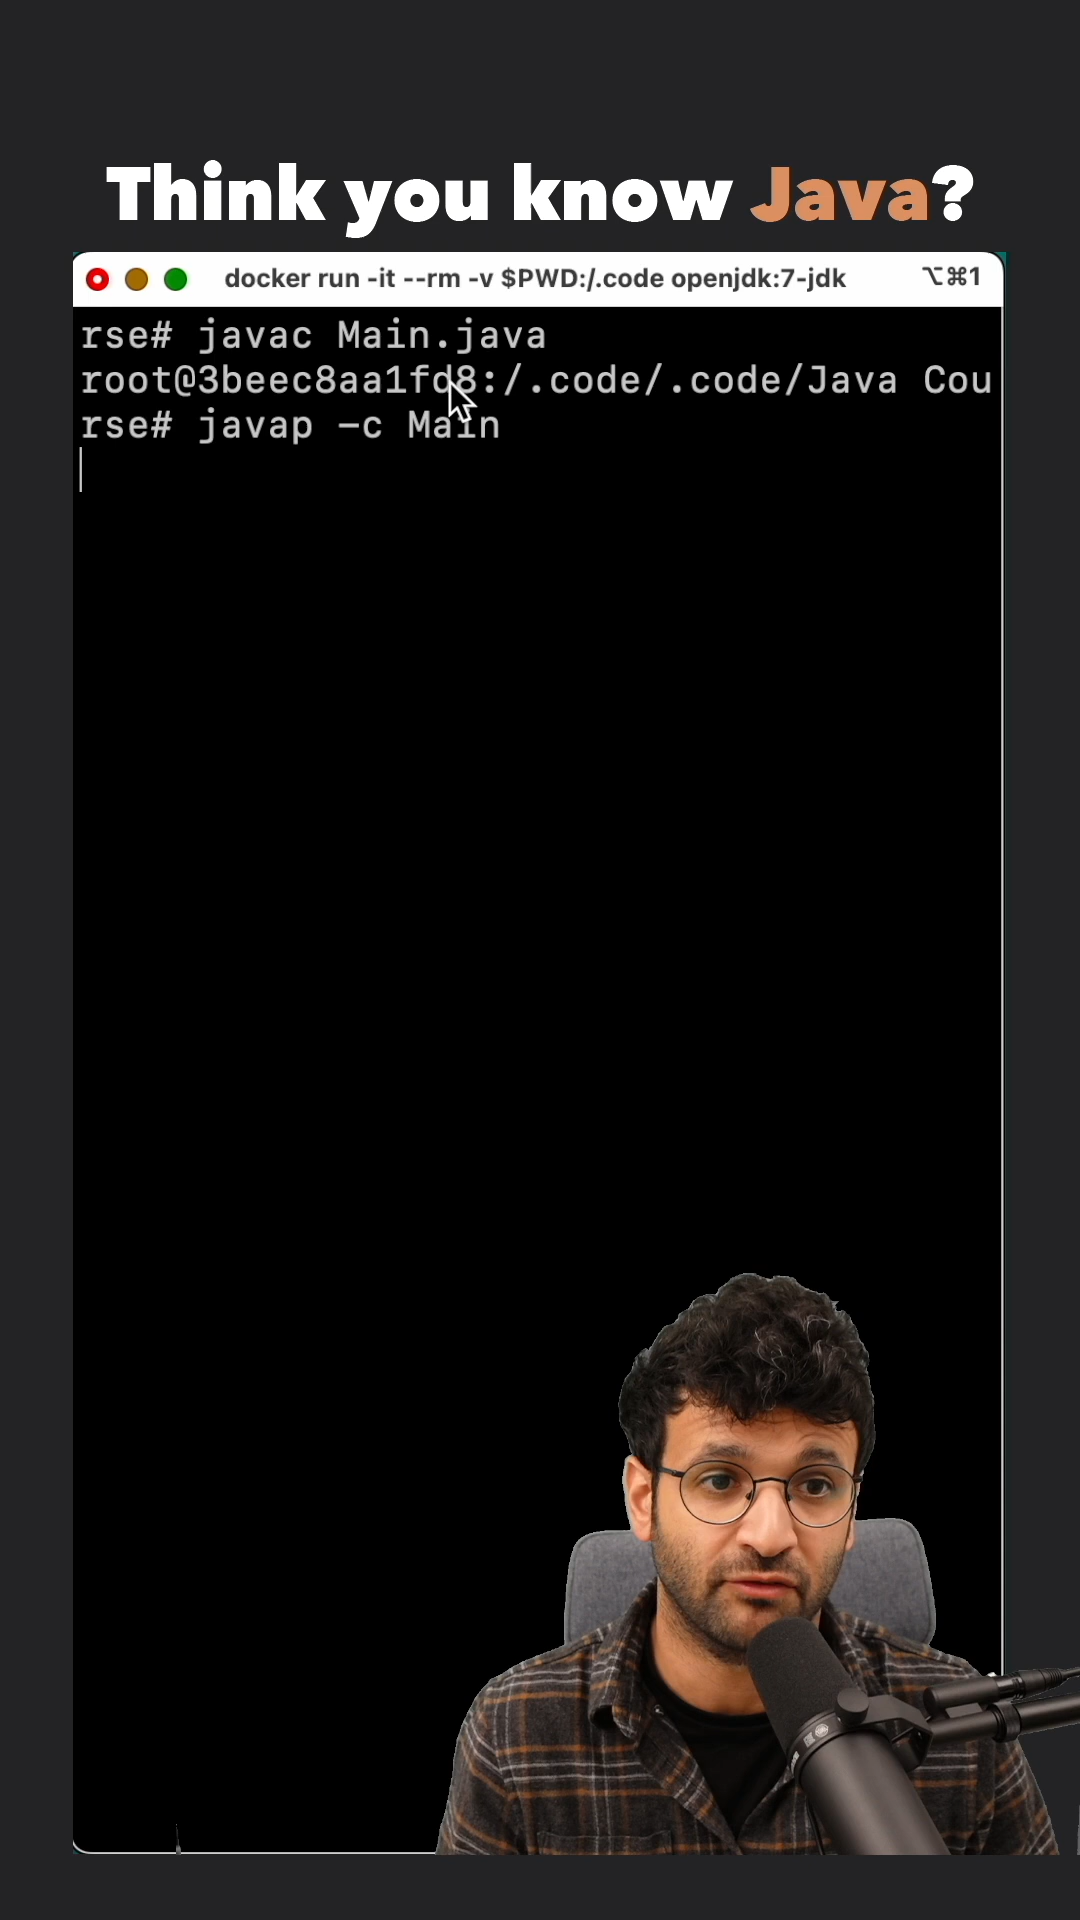 Think you know Java?
docker run -it --rm -v $PWD:/.code openjdk:7-jdk ⌥⌘1
rse# javac Main.java
root@3beec8aa1fd8:/.code/.code/Java Cou
rse# javap -c Main